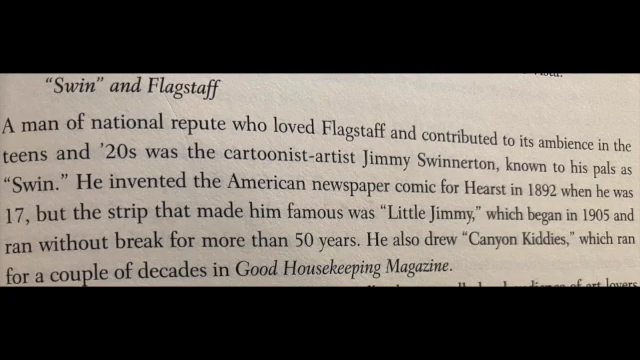 "Swin" and Flagstaff
A man of national repute who loved Flagstaff and contributed to its ambience in the
teens and '20s was the cartoonist-artist Jimmy Swinnerton, known to his pals as
"Swin." He invented the American newspaper comic for Hearst in 1892 when he was
17, but the strip that made him famous was "Little Jimmy," which began in 1905 and
ran without break for more than 50 years. He also drew "Canyon Kiddies," which ran
for a couple of decades in Good Housekeeping Magazine.
of art lovers